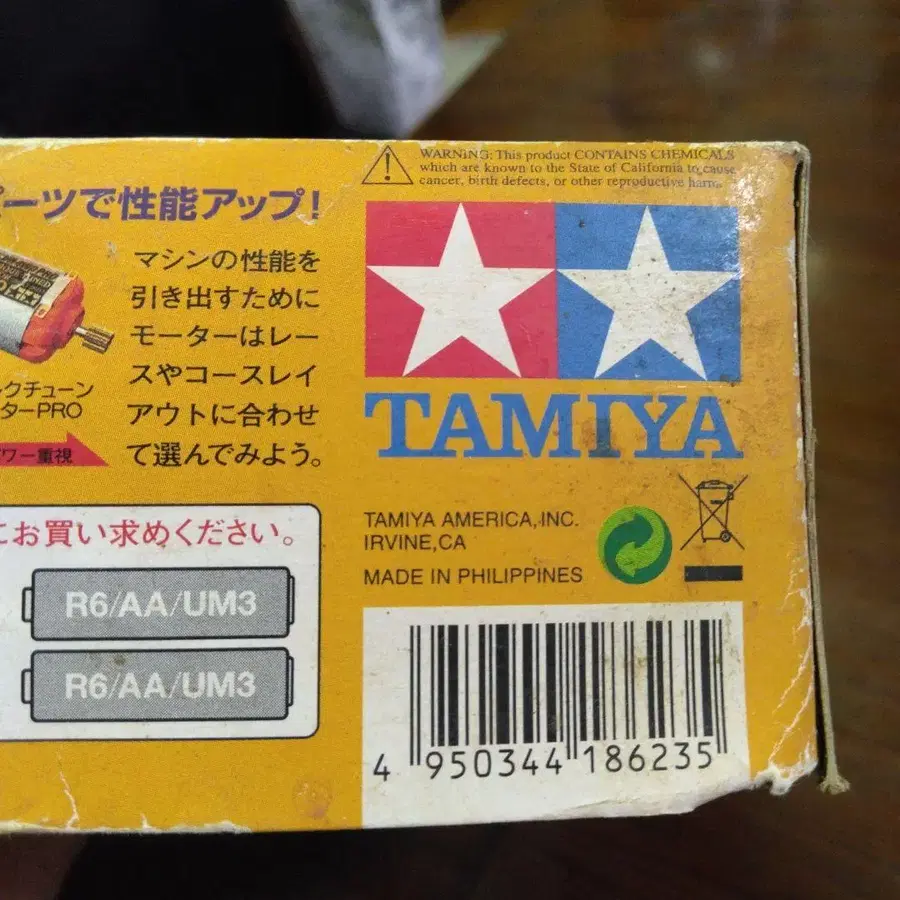 WARNING: This product CONTAINS CHEMICALS
which are known to the State of California to cause
cancer, birth defects, or other reproductive harm.
パーツで性能アップ!
マシンの性能を
引き出すために
モーターはレー
スやコースレイ
アウトに合わせ
て選んでみよう。
クチューン
ターPRO
ワー重視
TAMIYA
TAMIYA AMERICA,INC.
IRVINE,CA
MADE IN PHILIPPINES
にお買い求めください。
R6/AA/UM3
R6/AA/UM3
4 950344 186235